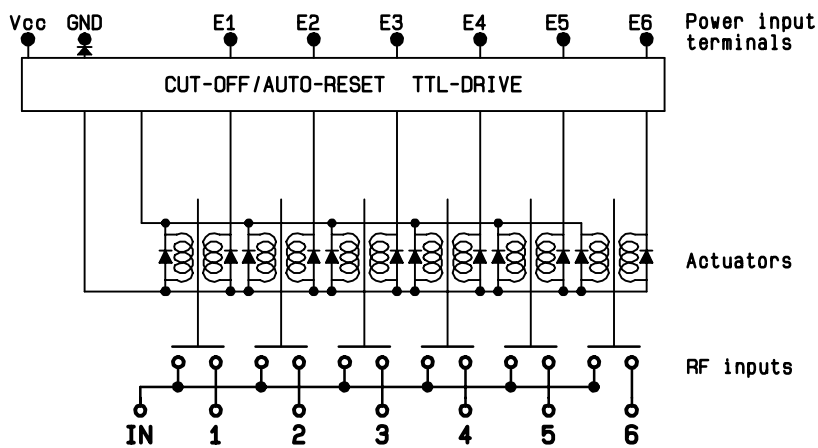 Vcc GND E1 E2 E3 E4 E5 E6 Power input
terminals
CUT-OFF/AUTO-RESET TTL-DRIVE
Actuators
RF inputs
IN 1 2 3 4 5 6